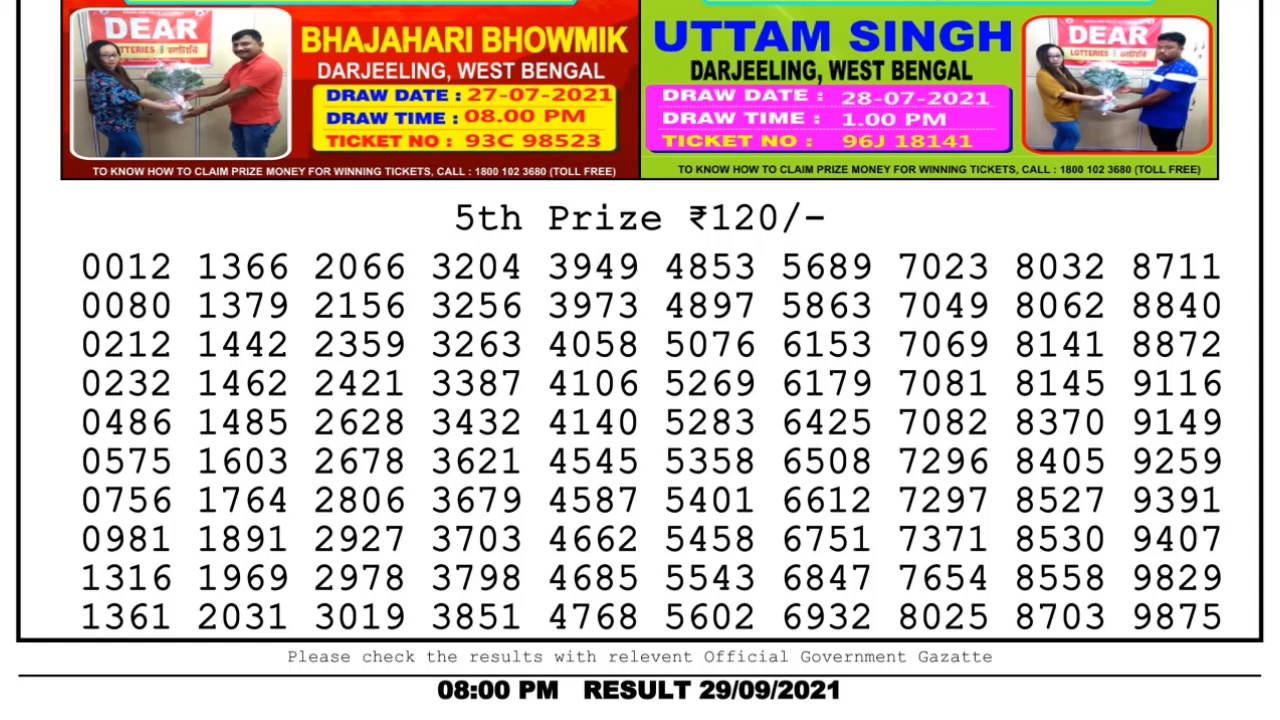 DEAR
LOTTERIES
BHAJAHARI BHOWMIK
DARJEELING, WEST BENGAL
DRAW DATE : 27-07-2021
DRAW TIME : 08.00 PM
TICKET NO : 93C 98523
TO KNOW HOW TO CLAIM PRIZE MONEY FOR WINNING TICKETS, CALL : 1800 102 3680 (TOLL FREE)
UTTAM SINGH
DARJEELING, WEST BENGAL
DRAW DATE : 28-07-2021
DRAW TIME : 1.00 PM
TICKET NO : 96J 18141
DEAR
LOTTERIES
TO KNOW HOW TO CLAIM PRIZE MONEY FOR WINNING TICKETS, CALL : 1800 102 3680 (TOLL FREE)
5th Prize ₹120/-
0012 1366 2066 3204 3949 4853 5689 7023 8032 8711
0080 1379 2156 3256 3973 4897 5863 7049 8062 8840
0212 1442 2359 3263 4058 5076 6153 7069 8141 8872
0232 1462 2421 3387 4106 5269 6179 7081 8145 9116
0486 1485 2628 3432 4140 5283 6425 7082 8370 9149
0575 1603 2678 3621 4545 5358 6508 7296 8405 9259
0756 1764 2806 3679 4587 5401 6612 7297 8527 9391
0981 1891 2927 3703 4662 5458 6751 7371 8530 9407
1316 1969 2978 3798 4685 5543 6847 7654 8558 9829
1361 2031 3019 3851 4768 5602 6932 8025 8703 9875
Please check the results with relevent Official Government Gazatte
08:00 PM RESULT 29/09/2021